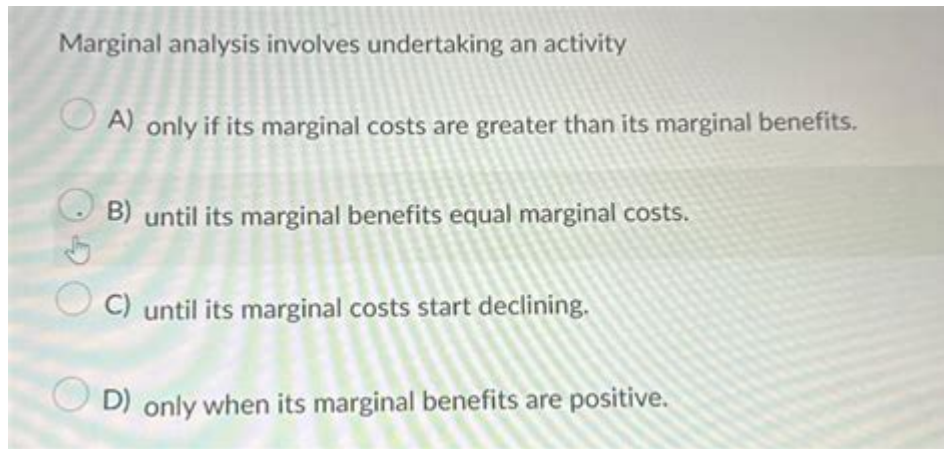 Marginal analysis involves undertaking an activity
A) only if its marginal costs are greater than its marginal benefits.
B) until its marginal benefits equal marginal costs.
C) until its marginal costs start declining.
D) only when its marginal benefits are positive.